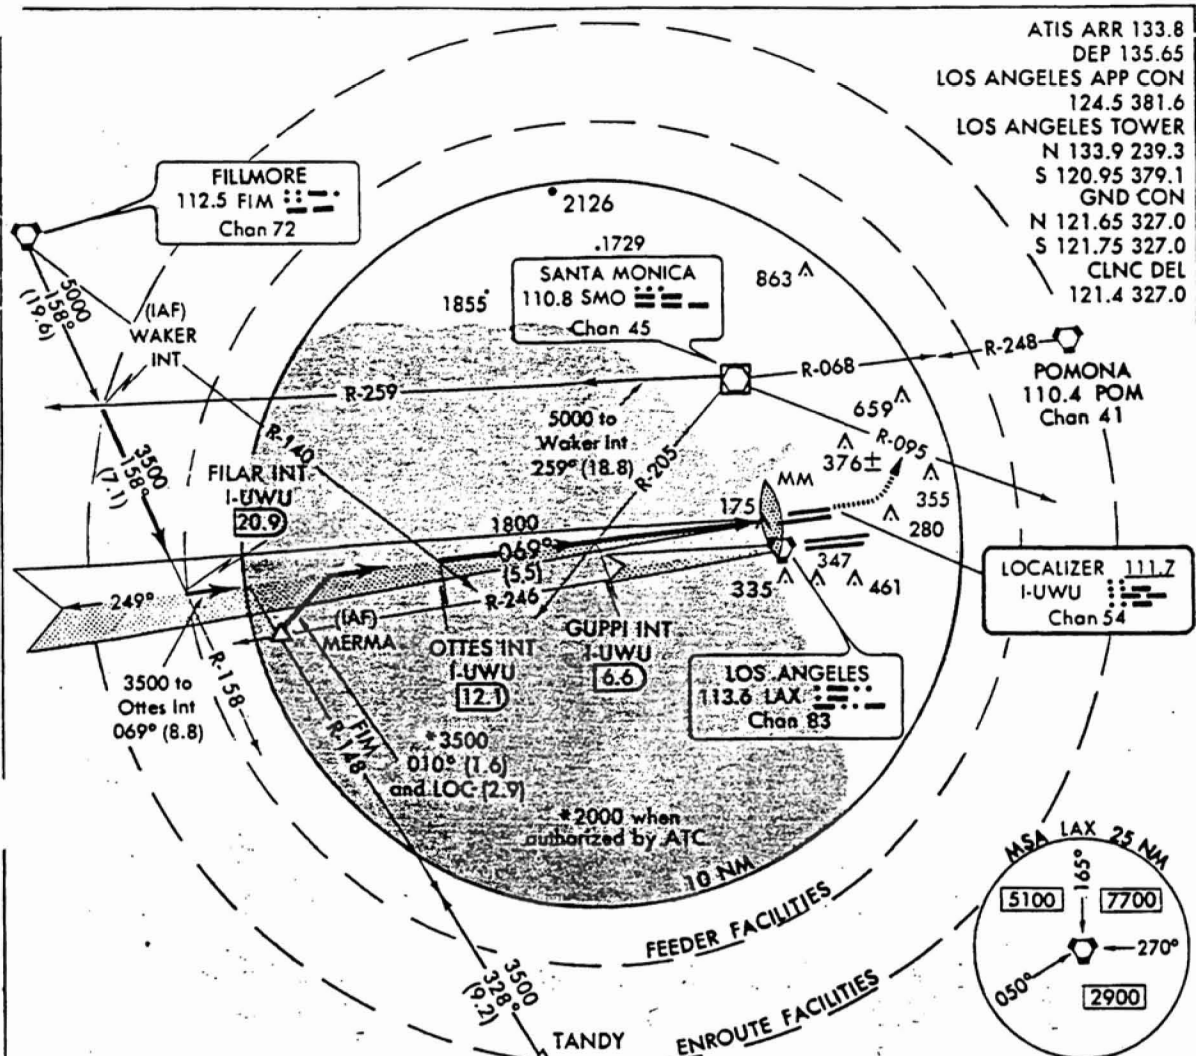 ATIS ARR 133.8
DEP 135.65
LOS ANGELES APP CON
124.5 381.6
LOS ANGELES TOWER
N 133.9 239.3
S 120.95 379.1
GND CON
N 121.65 327.0
S 121.75 327.0
CLNC DEL
121.4 327.0
FILLMORE
112.5 FIM
Chan 72
2126
.1729
1855
863
SANTA MONICA
110.8 SMO
Chan 45
5000
158°
(19.6)
(IAF)
WAKER
INT
R-259
R-068
R-248
POMONA
110.4 POM
Chan 41
5000 to
Waker Int
259° (18.8)
R-205
R-095
659
376±
355
280
R-140
3500
158°
(7.1)
FILAR INT
I-UWU
20.9
MM
175
1800
069°
(5.5)
R-246
347
335
461
LOCALIZER 111.7
I-UWU
Chan 54
249°
(IAF)
MERMA
OTTES INT
I-UWU
12.1
GUPPI INT
I-UWU
6.6
LOS ANGELES
113.6 LAX
Chan 83
3500 to
Ottes Int
069° (8.8)
R-158
FIM
R-148
*3500
010° (1.6)
and LOC (2.9)
*2000 when
authorized by ATC
10 NM
FEEDER FACILITIES
ENROUTE FACILITIES
3500
328°
(9.2)
TANDY
MSA LAX 25 NM
165°
5100
7700
270°
050°
2900